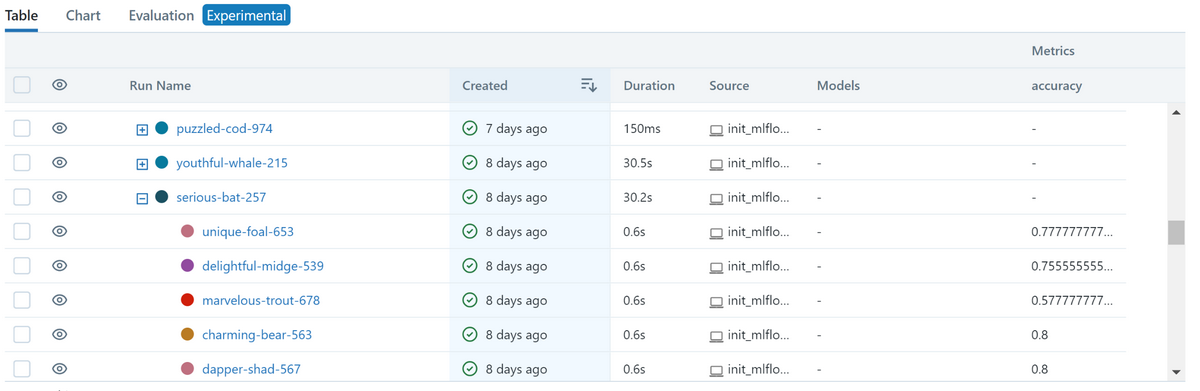 Table Chart Evaluation Experimental
Metrics
Run Name Created Duration Source Models accuracy
puzzled-cod-974 7 days ago 150ms init_mlflo... - -
youthful-whale-215 8 days ago 30.5s init_mlflo... - -
serious-bat-257 8 days ago 30.2s init_mlflo... - -
unique-foal-653 8 days ago 0.6s init_mlflo... - 0.777777777...
delightful-midge-539 8 days ago 0.6s init_mlflo... - 0.755555555...
marvelous-trout-678 8 days ago 0.6s init_mlflo... - 0.577777777...
charming-bear-563 8 days ago 0.6s init_mlflo... - 0.8
dapper-shad-567 8 days ago 0.6s init_mlflo... - 0.8